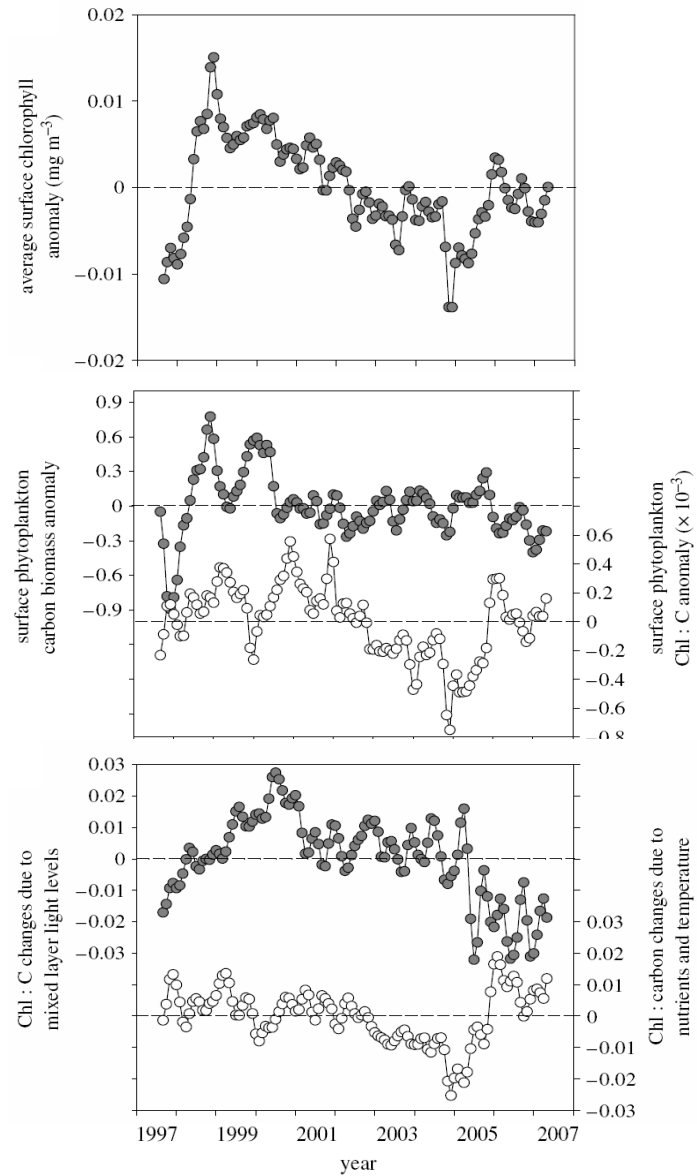 average surface chlorophyll
anomaly (mg m⁻³)
0.02
0.01
0
−0.01
−0.02
surface phytoplankton
carbon biomass anomaly
0.9
0.6
0.3
0
−0.3
−0.6
−0.9
0.6
0.4
0.2
0
−0.2
−0.4
−0.6
−0.8
surface phytoplankton
Chl : C anomaly (× 10⁻³)
Chl : C changes due to
mixed layer light levels
0.03
0.02
0.01
0
−0.01
−0.02
−0.03
0.03
0.02
0.01
0
−0.01
−0.02
−0.03
Chl : carbon changes due to
nutrients and temperature
1997 1999 2001 2003 2005 2007
year